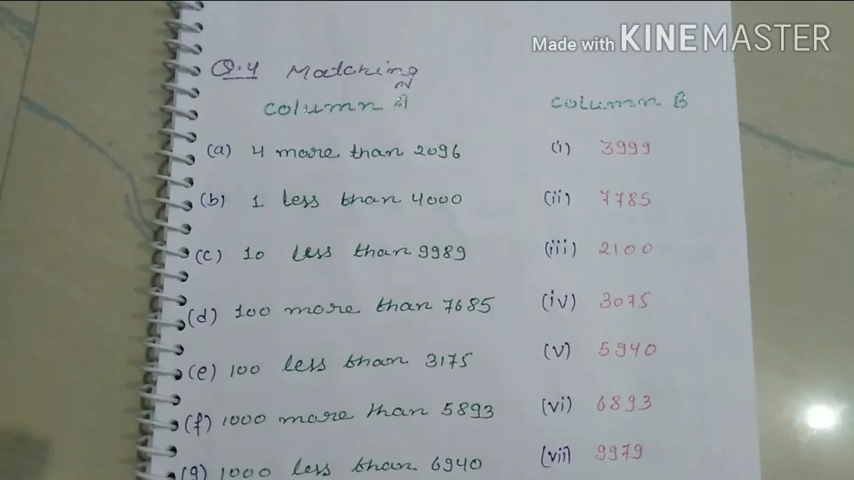 Made with KINEMASTER
Q.4 Matching
column A column B
(a) 4 more than 2096 (i) 3999
(b) 1 less than 4000 (ii) 7785
(c) 10 less than 9989 (iii) 2100
(d) 100 more than 7685 (iv) 3075
(e) 100 less than 3175 (v) 5940
(f) 1000 more than 5893 (vi) 6893
(g) 1000 less than 6940 (vii) 9979